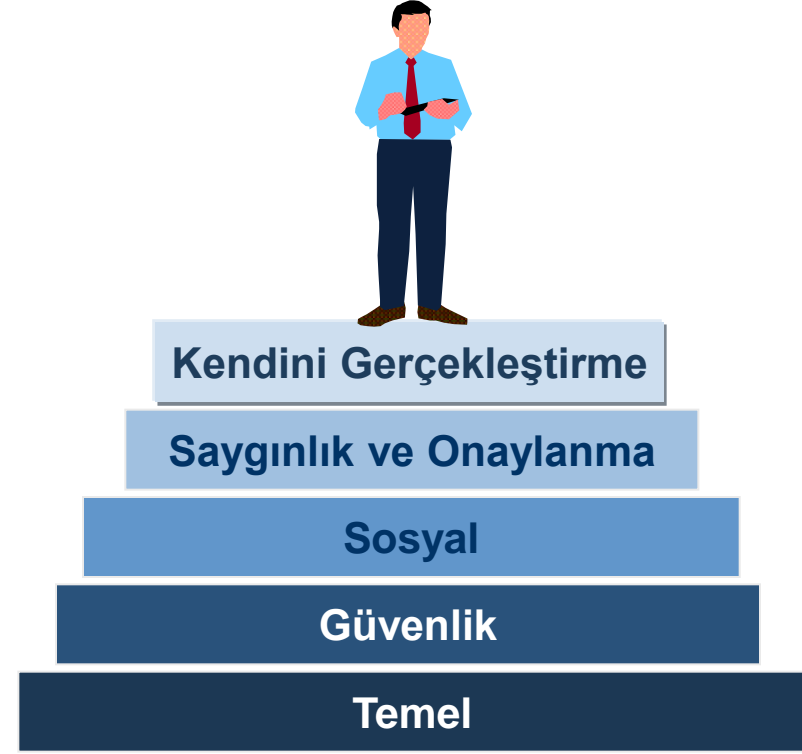 Kendini Gerçekleştirme
Saygınlık ve Onaylanma
Sosyal
Güvenlik
Temel